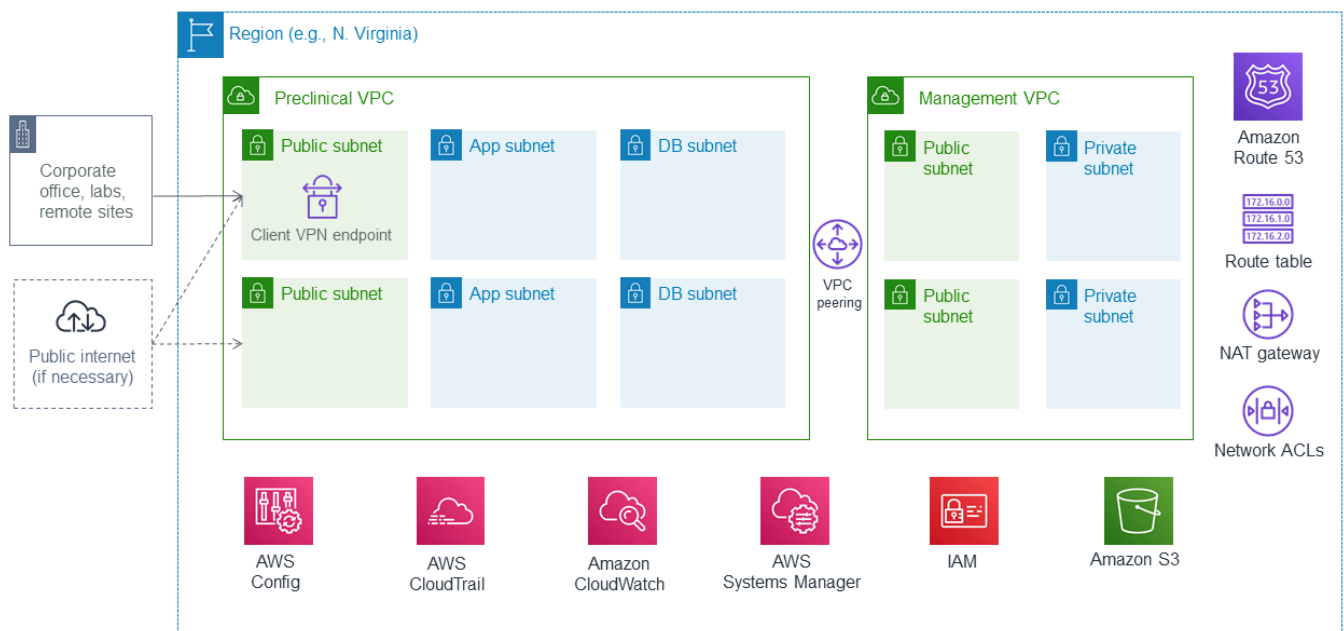 Region (e.g., N. Virginia)
Preclinical VPC
Management VPC
53
Amazon
Route 53
Corporate
office, labs,
remote sites
Public subnet
App subnet
DB subnet
Public
subnet
Private
subnet
Client VPN endpoint
172.16.0.0
172.16.1.0
172.16.2.0
Route table
VPC
peering
Public subnet
App subnet
DB subnet
Public
subnet
Private
subnet
Public internet
(if necessary)
NAT gateway
Network ACLs
AWS
Config
AWS
CloudTrail
Amazon
CloudWatch
AWS
Systems Manager
IAM
Amazon S3